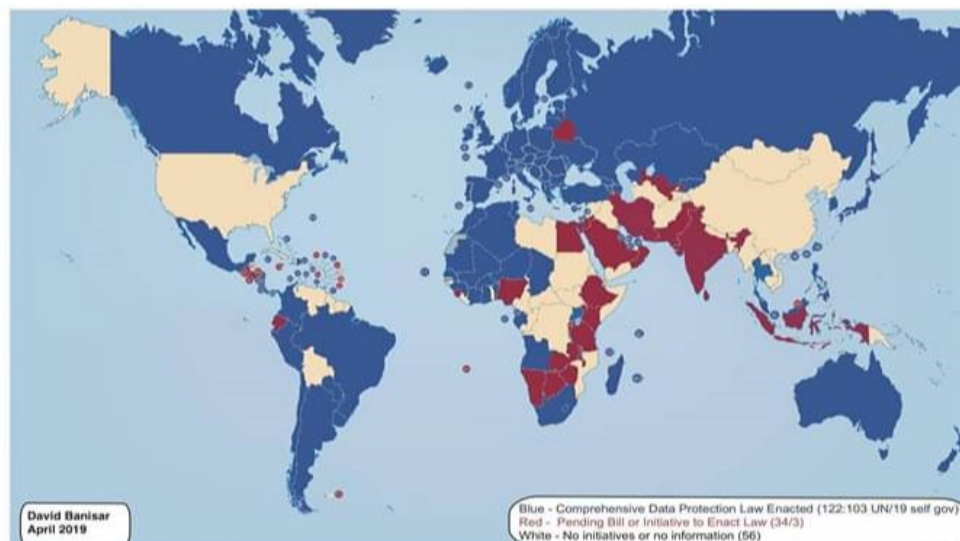 David Banisar
April 2019
Blue - Comprehensive Data Protection Law Enacted (122:103 UN/19 self gov)
Red - Pending Bill or Initiative to Enact Law (34/3)
White - No initiatives or no information (56)